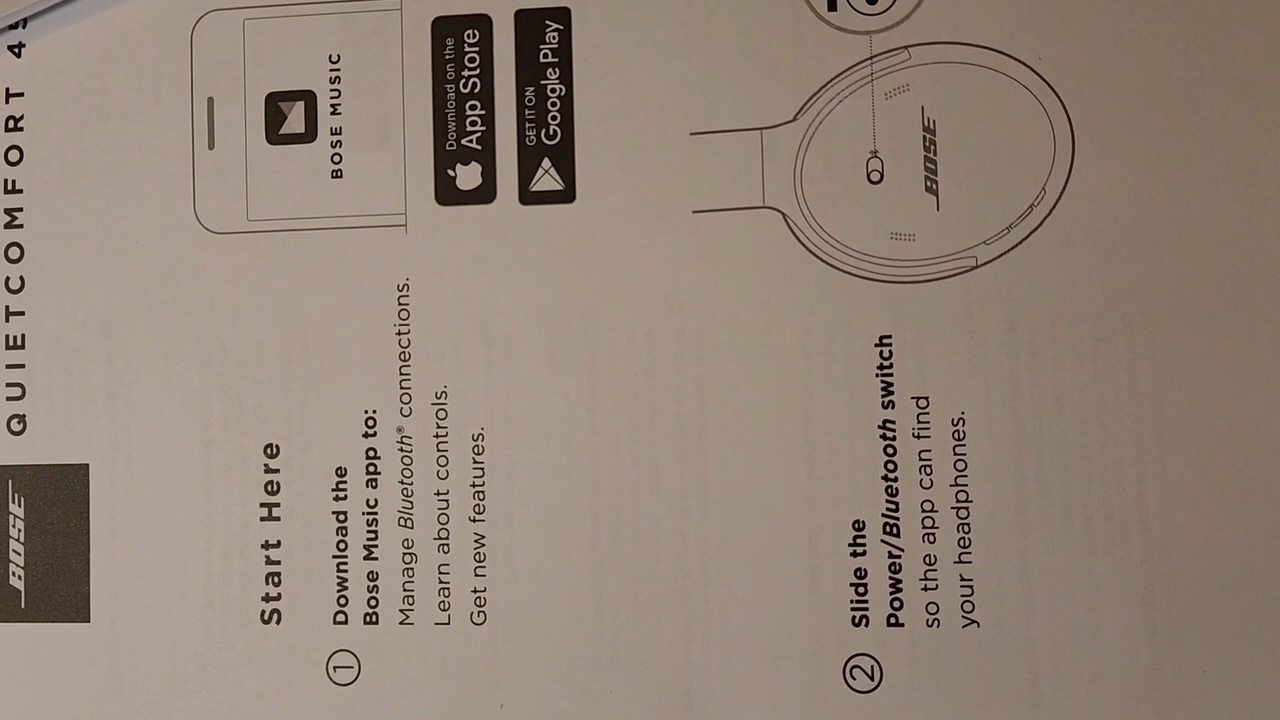 BOSE
QUIETCOMFORT 45
Start Here
1
Download the
Bose Music app to:
Manage Bluetooth® connections.
Learn about controls.
Get new features.
BOSE MUSIC
Download on the
App Store
GET IT ON
Google Play
2
Slide the
Power/Bluetooth switch
so the app can find
your headphones.
BOSE